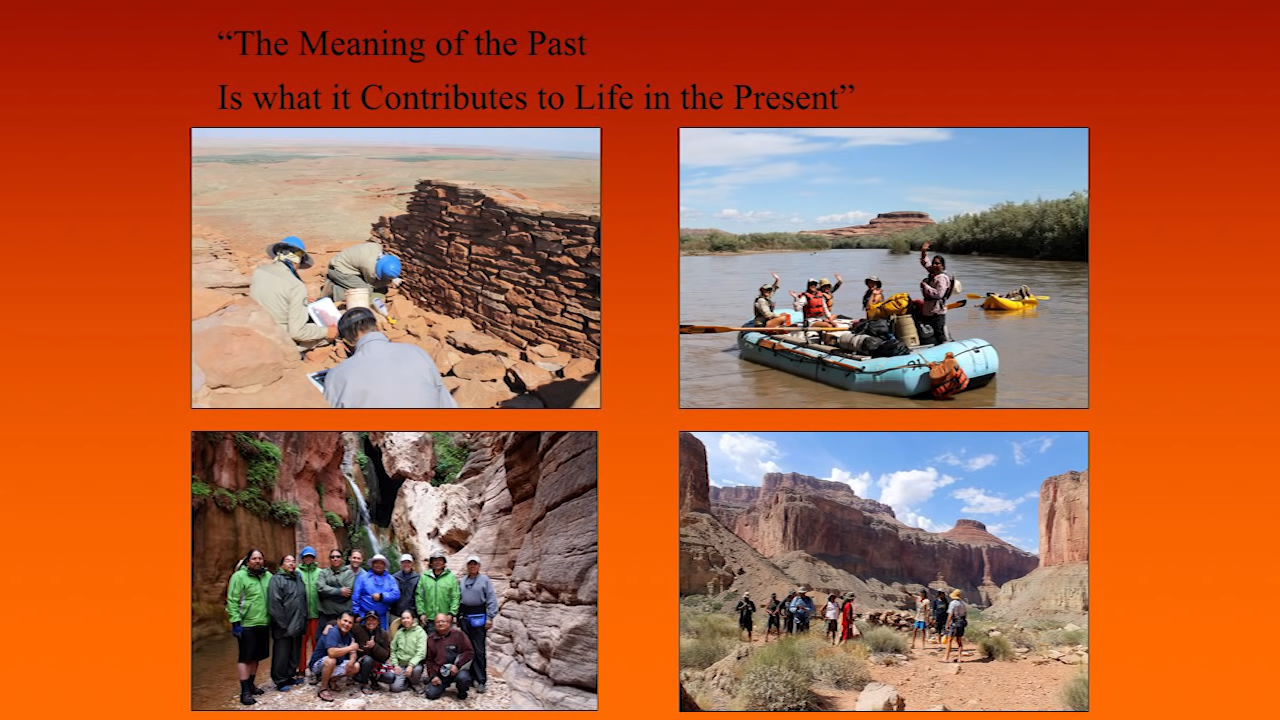 “The Meaning of the Past
Is what it Contributes to Life in the Present”